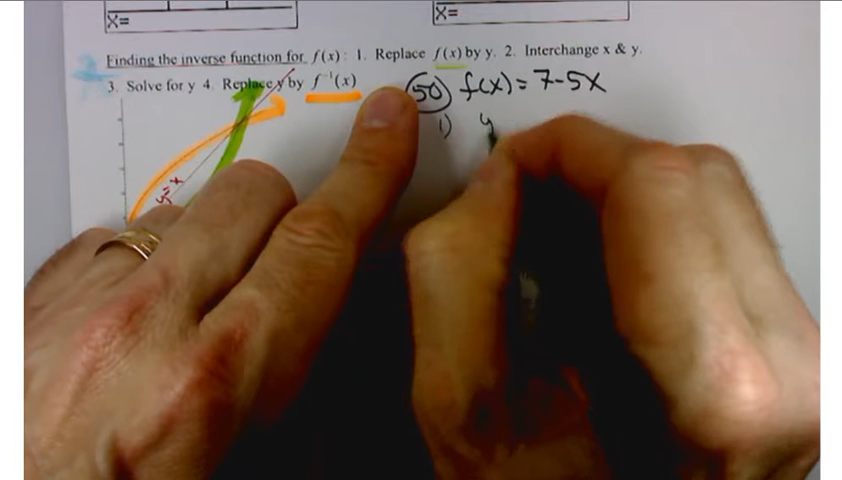 X=
X=
Finding the inverse function for f(x) : 1. Replace f(x) by y. 2. Interchange x & y.
3. Solve for y 4. Replace y by f⁻¹(x)
50 f(x) = 7-5x
1) y
y=x